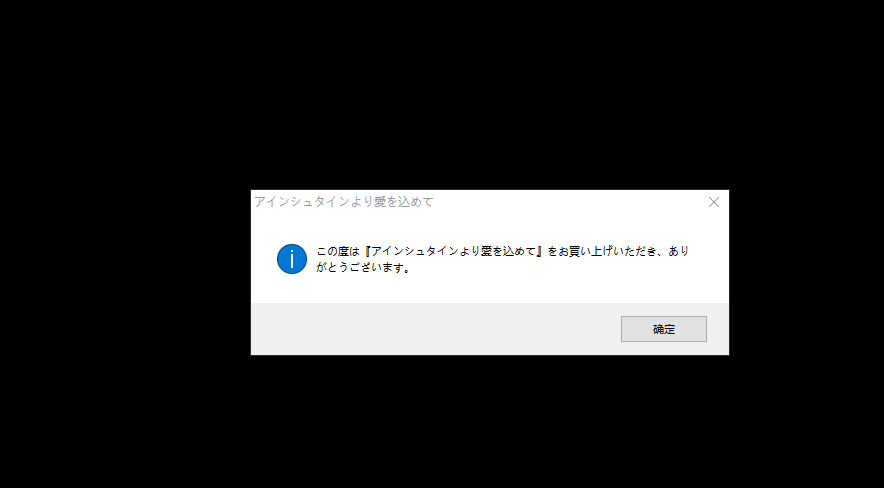 アインシュタインより愛を込めて
この度は『アインシュタインより愛を込めて』をお買い上げいただき、あり
がとうございます。
确定